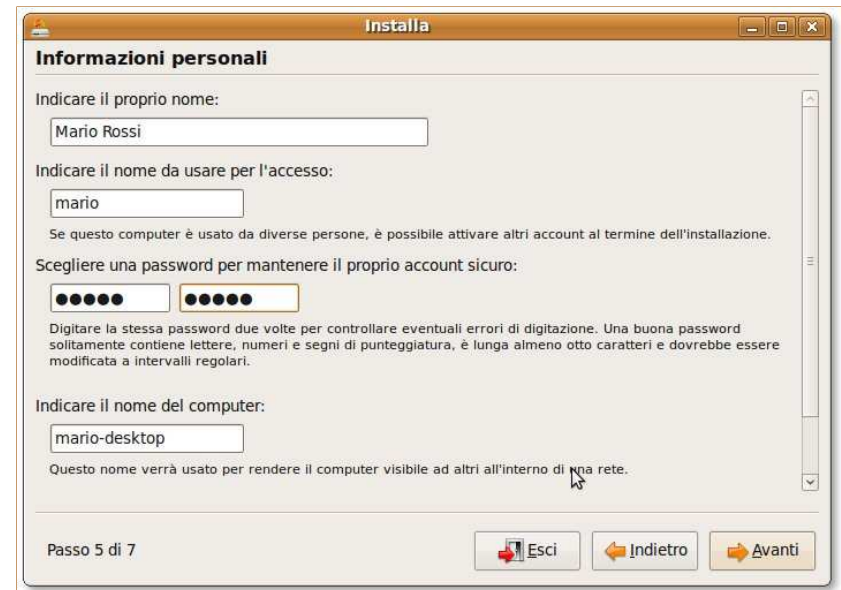 Installa
Informazioni personali
Indicare il proprio nome:
Mario Rossi
Indicare il nome da usare per l'accesso:
mario
Se questo computer è usato da diverse persone, è possibile attivare altri account al termine dell'installazione.
Scegliere una password per mantenere il proprio account sicuro:
●●●●● ●●●●●
Digitare la stessa password due volte per controllare eventuali errori di digitazione. Una buona password
solitamente contiene lettere, numeri e segni di punteggiatura, è lunga almeno otto caratteri e dovrebbe essere
modificata a intervalli regolari.
Indicare il nome del computer:
mario-desktop
Questo nome verrà usato per rendere il computer visibile ad altri all'interno di una rete.
Passo 5 di 7 Esci Indietro Avanti